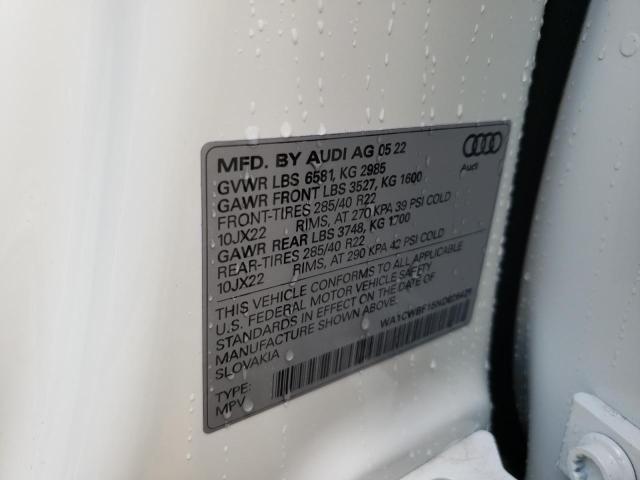 MFD. BY AUDI AG 05 22
GVWR LBS 6581, KG 2985
GAWR FRONT LBS 3527, KG 1600
FRONT-TIRES 285/40 R22
10JX22 RIMS, AT 270 KPA 39 PSI COLD
GAWR REAR LBS 3748, KG 1700
REAR-TIRES 285/40 R22
10JX22 RIMS, AT 290 KPA 42 PSI COLD
THIS VEHICLE CONFORMS TO ALL APPLICABLE
U.S. FEDERAL MOTOR VEHICLE SAFETY
STANDARDS IN EFFECT ON THE DATE OF
MANUFACTURE SHOWN ABOVE.
SLOVAKIA
TYPE:
MPV
Audi